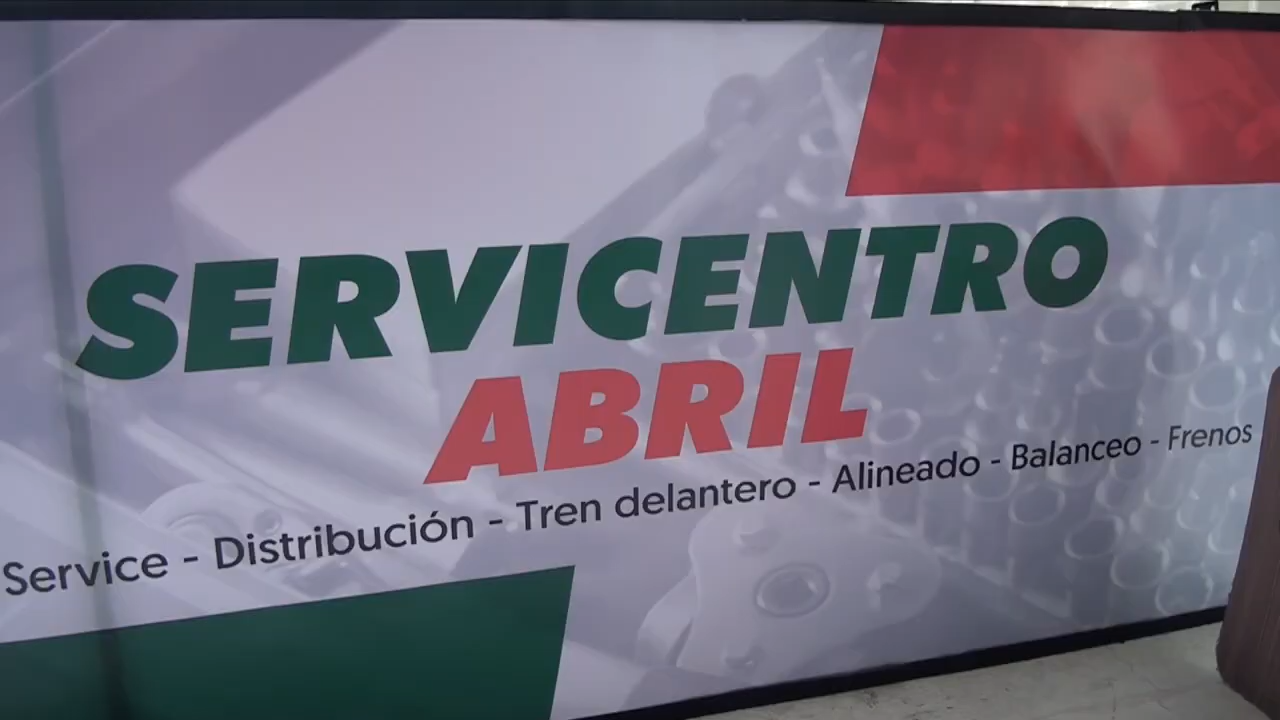 SERVICENTRO
ABRIL
Service - Distribución - Tren delantero - Alineado - Balanceo - Frenos